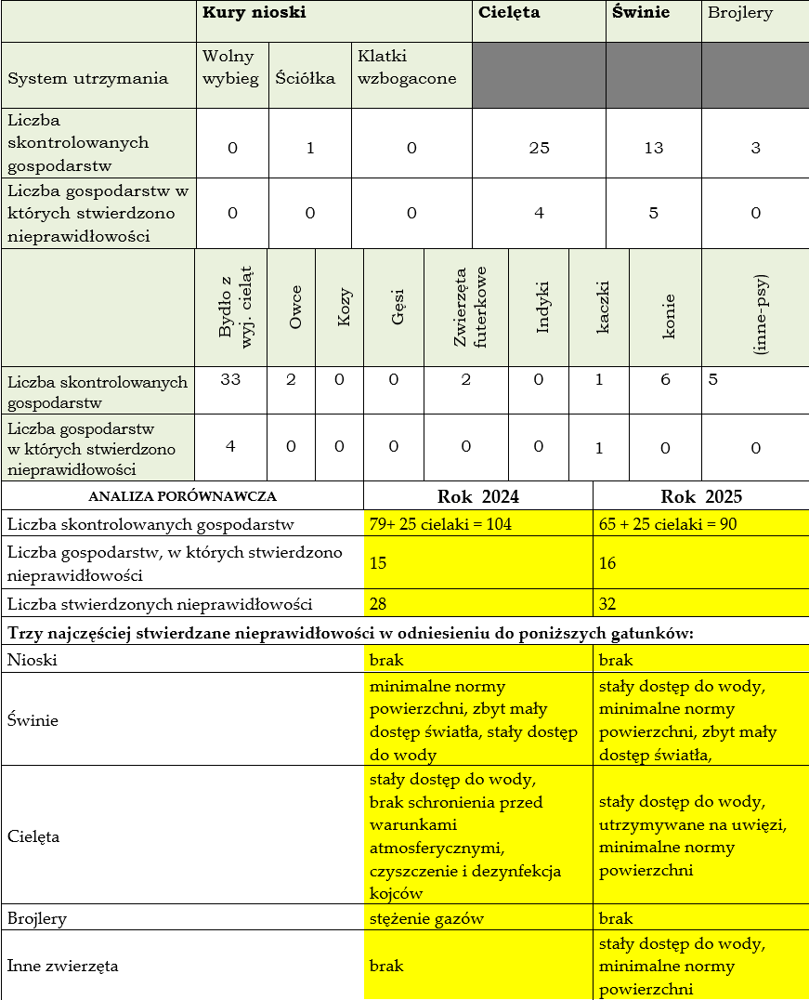 Kury nioski Cielęta Świnie Brojlery
System utrzymania
Wolny
wybieg
Ściółka
Klatki
wzbogacone
Liczba
skontrolowanych
gospodarstw
0 1 0 25 13 3
Liczba gospodarstw w
których stwierdzono
nieprawidłowości
0 0 0 4 5 0
Bydło z
wyj. cieląt
Owce
Kozy
Gęsi
Zwierzęta
futerkowe
Indyki
kaczki
konie
(inne-psy)
Liczba skontrolowanych
gospodarstw
33 2 0 0 2 0 1 6 5
Liczba gospodarstw
w których stwierdzono
nieprawidłowości
4 0 0 0 0 0 1 0 0
ANALIZA PORÓWNAWCZA Rok 2024 Rok 2025
Liczba skontrolowanych gospodarstw 79+ 25 cielaki = 104 65 + 25 cielaki = 90
Liczba gospodarstw, w których stwierdzono
nieprawidłowości
15 16
Liczba stwierdzonych nieprawidłowości 28 32
Trzy najczęściej stwierdzane nieprawidłowości w odniesieniu do poniższych gatunków:
Nioski brak brak
Świnie
minimalne normy
powierzchni, zbyt mały
dostęp światła, stały dostęp
do wody
stały dostęp do wody,
minimalne normy
powierzchni, zbyt mały
dostęp światła,
Cielęta
stały dostęp do wody,
brak schronienia przed
warunkami
atmosferycznymi,
czyszczenie i dezynfekcja
kojców
stały dostęp do wody,
utrzymywane na uwięzi,
minimalne normy
powierzchni
Brojlery stężenie gazów brak
Inne zwierzęta
brak
stały dostęp do wody,
minimalne normy
powierzchni